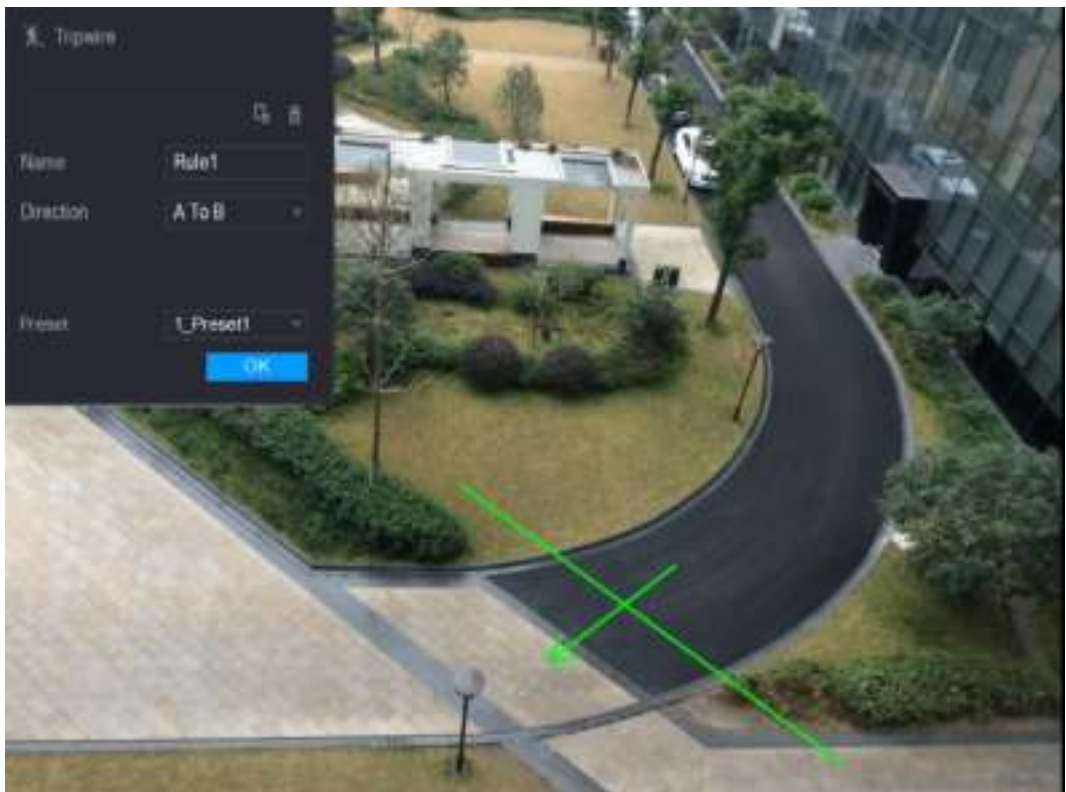 Tripwire
Name Rule1
Direction A To B
Preset 1_Preset1
OK